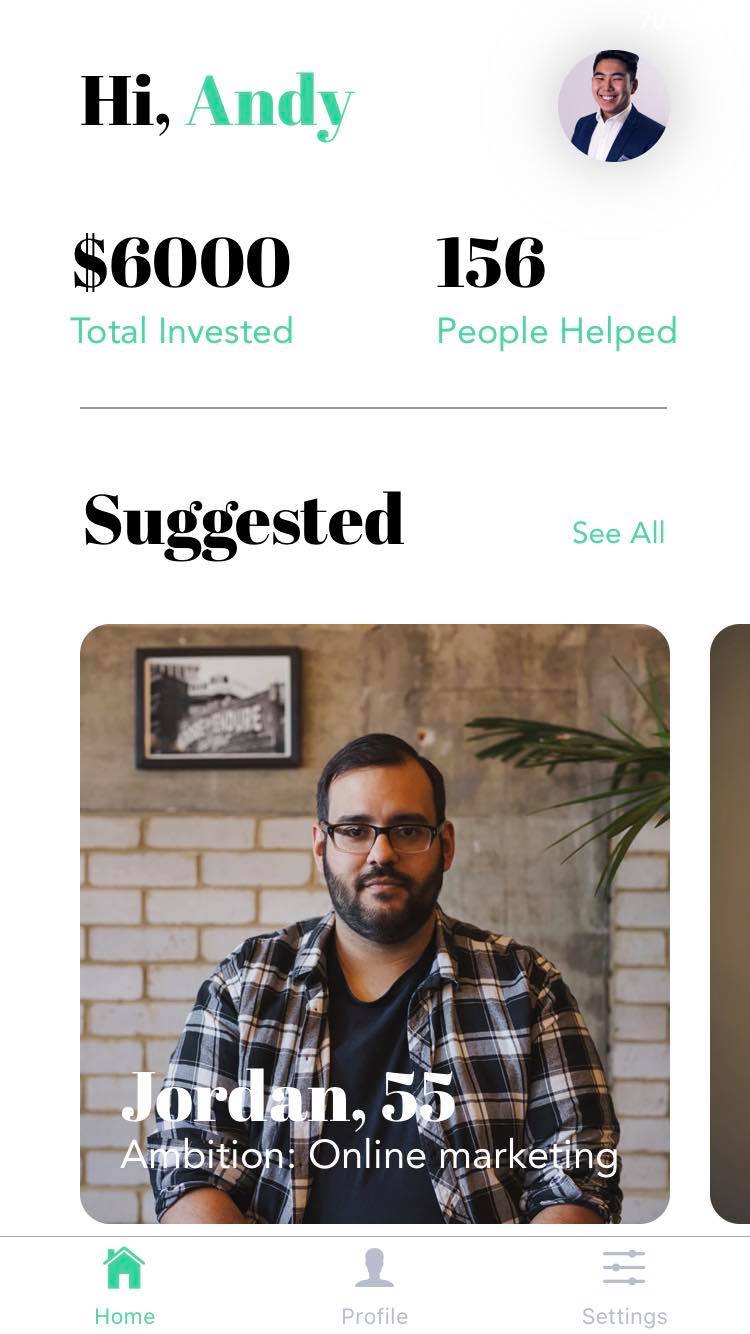 Hi, Andy
$6000 156
Total Invested People Helped
Suggested
See All
Jordan, 55
Ambition: Online marketing
Home Profile Settings